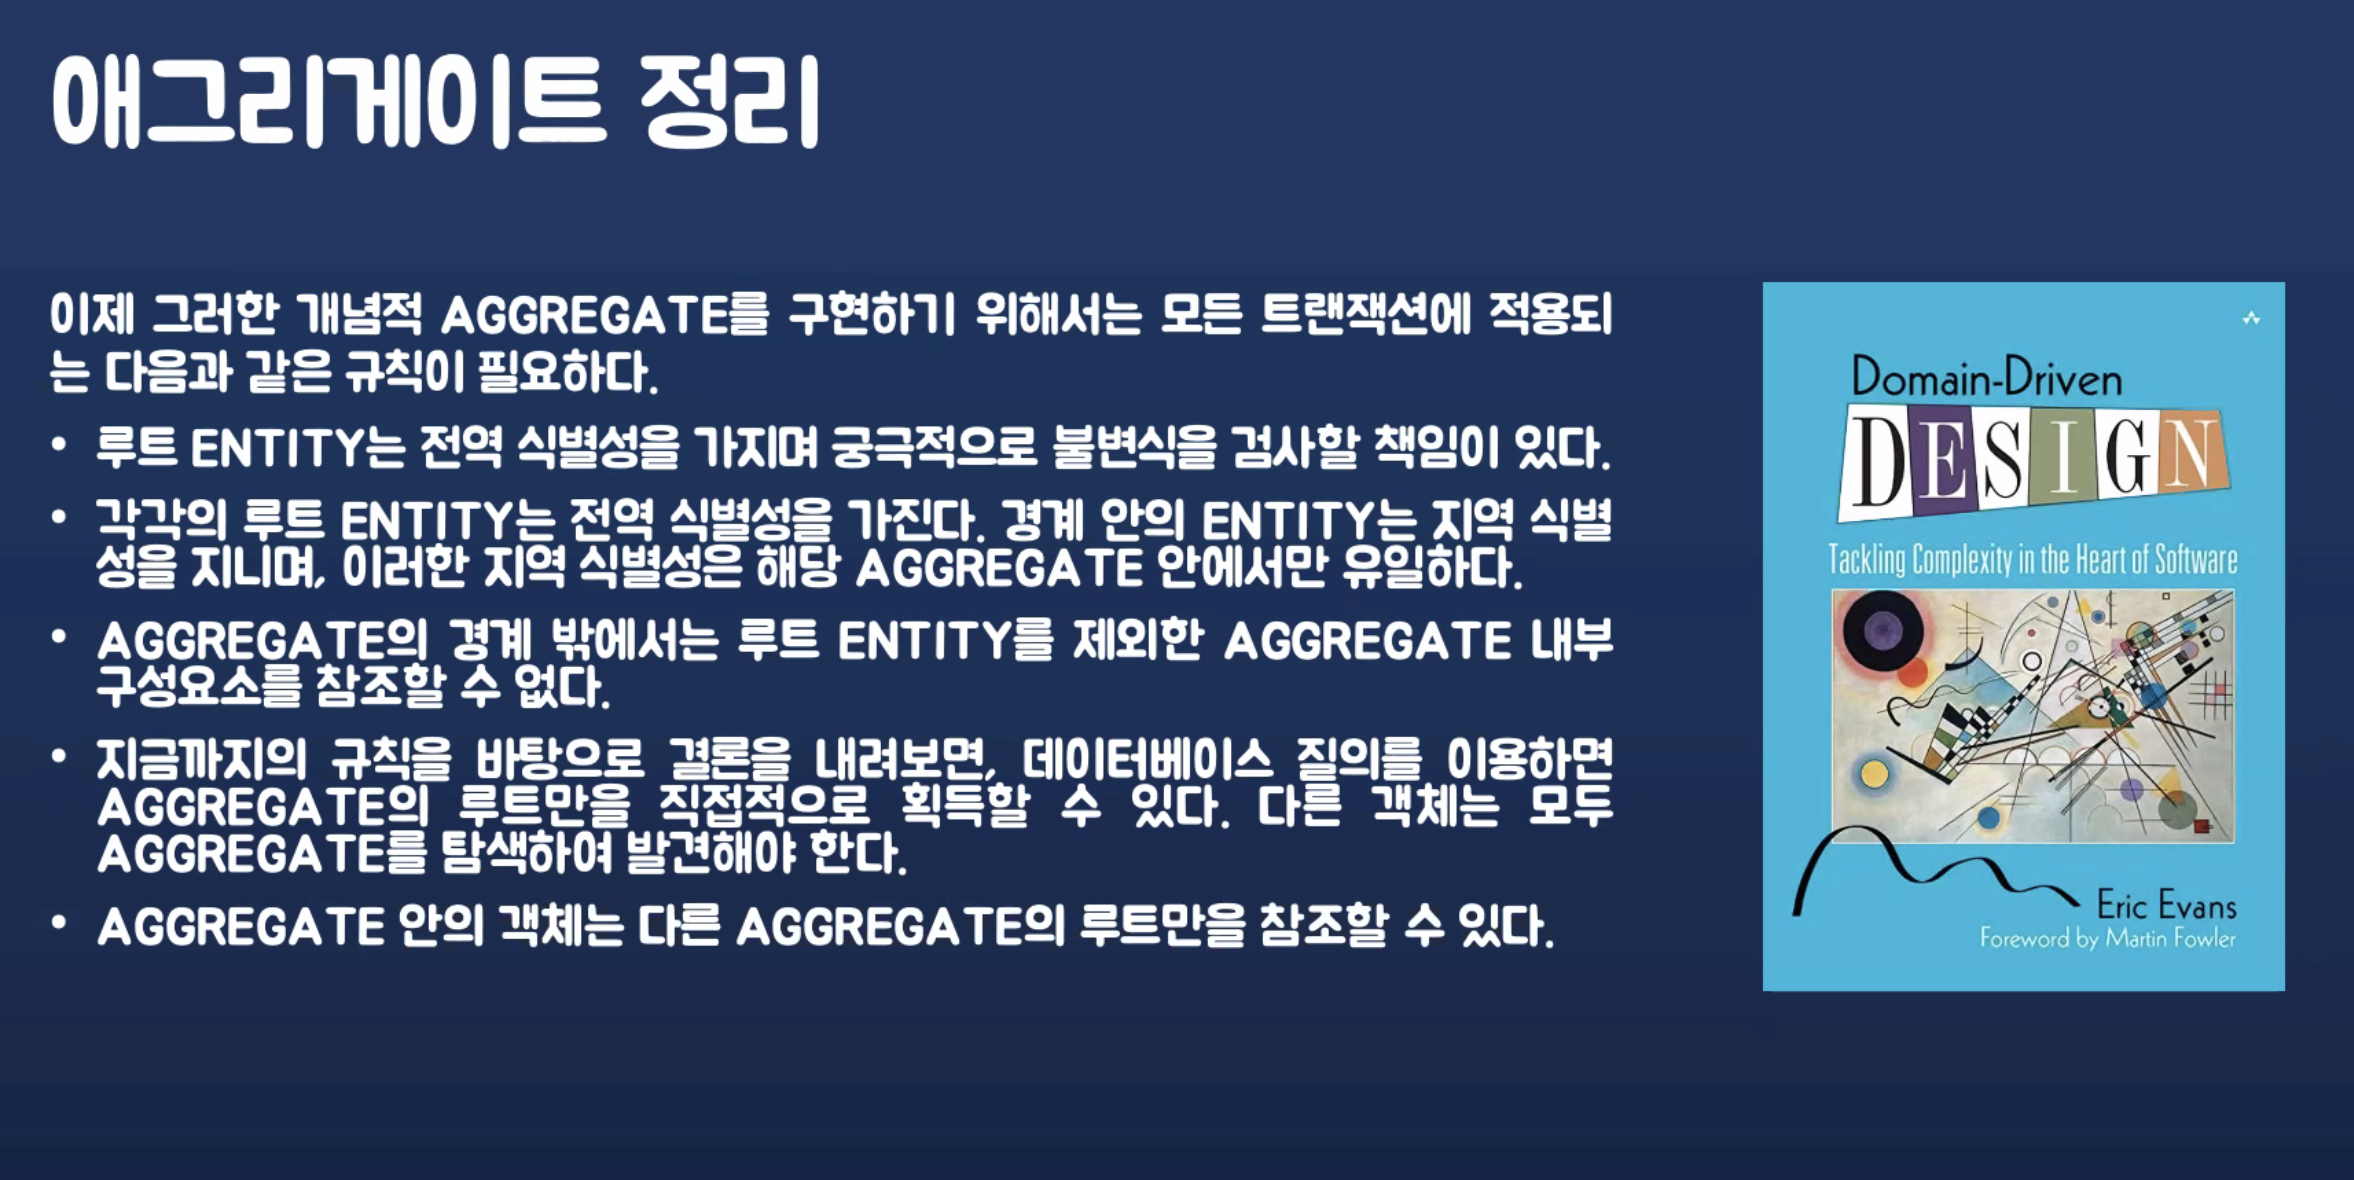 애그리게이트 정리
이제 그러한 개념적 AGGREGATE를 구현하기 위해서는 모든 트랜잭션에 적용되
는 다음과 같은 규칙이 필요하다.
• 루트 ENTITY는 전역 식별성을 가지며 궁극적으로 불변식을 검사할 책임이 있다.
• 각각의 루트 ENTITY는 전역 식별성을 가진다. 경계 안의 ENTITY는 지역 식별
성을 지니며, 이러한 지역 식별성은 해당 AGGREGATE 안에서만 유일하다.
• AGGREGATE의 경계 밖에서는 루트 ENTITY를 제외한 AGGREGATE 내부
구성요소를 참조할 수 없다.
• 지금까지의 규칙을 바탕으로 결론을 내려보면, 데이터베이스 질의를 이용하면
AGGREGATE의 루트만을 직접적으로 획득할 수 있다. 다른 객체는 모두
AGGREGATE를 탐색하여 발견해야 한다.
• AGGREGATE 안의 객체는 다른 AGGREGATE의 루트만을 참조할 수 있다.
Domain-Driven
DESIGN
Tackling Complexity in the Heart of Software
Eric Evans
Foreword by Martin Fowler